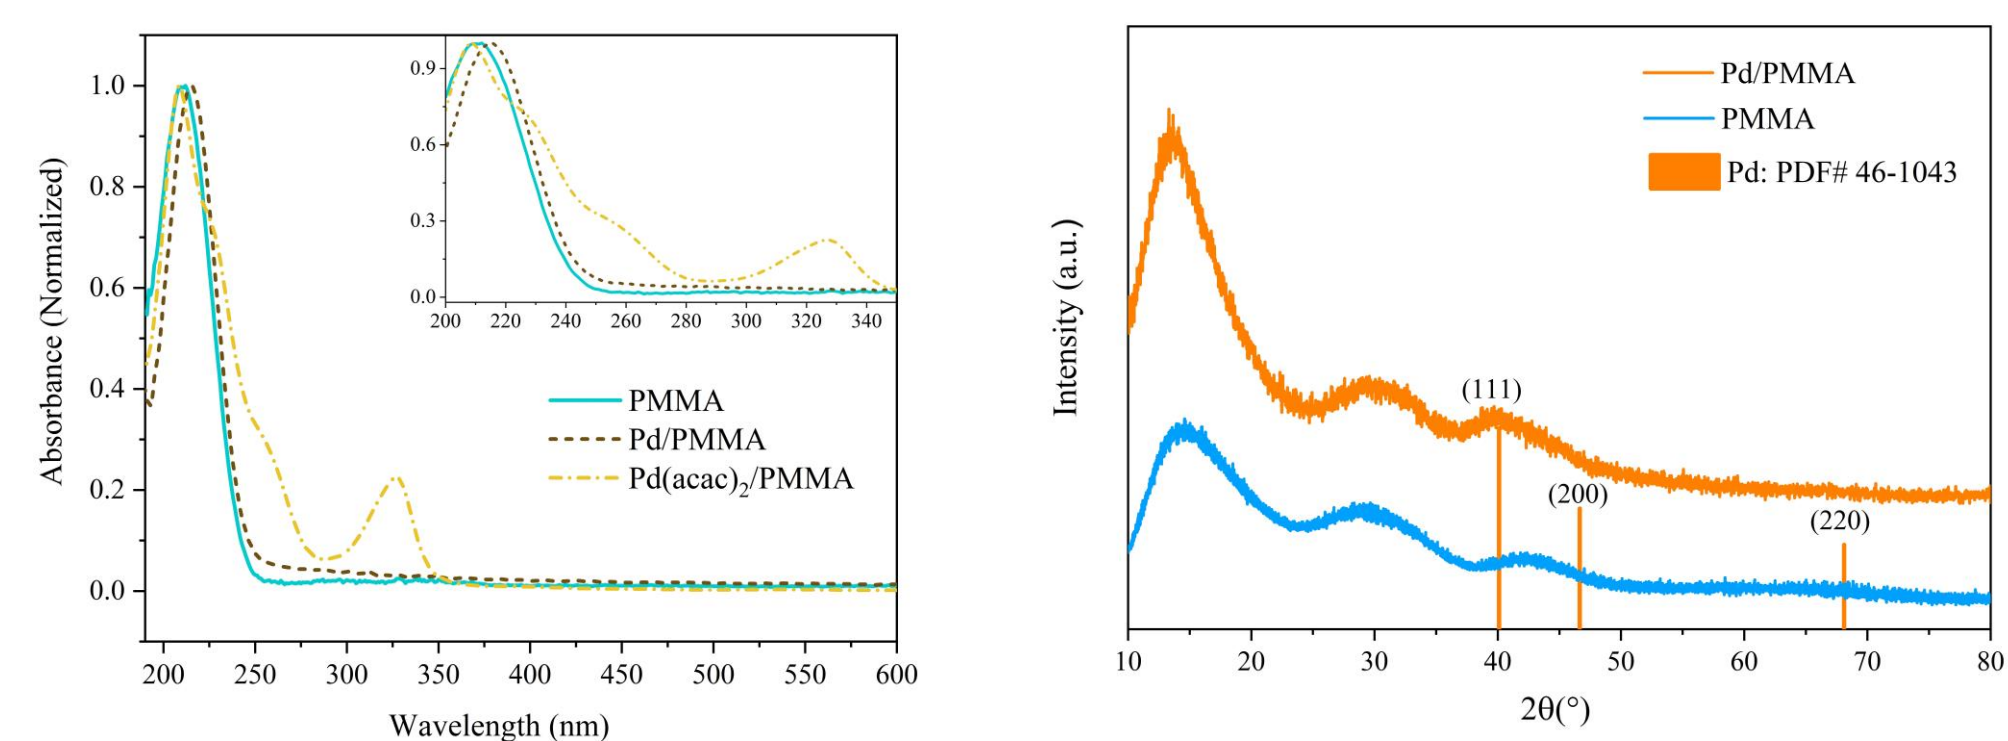 Absorbance (Normalized)
1.0
0.8
0.6
0.4
0.2
0.0
200 250 300 350 400 450 500 550 600
Wavelength (nm)
0.9
0.6
0.3
0.0
200 220 240 260 280 300 320 340
PMMA
Pd/PMMA
Pd(acac)₂/PMMA
Intensity (a.u.)
Pd/PMMA
PMMA
Pd: PDF# 46-1043
(111)
(200)
(220)
10 20 30 40 50 60 70 80
2θ(°)